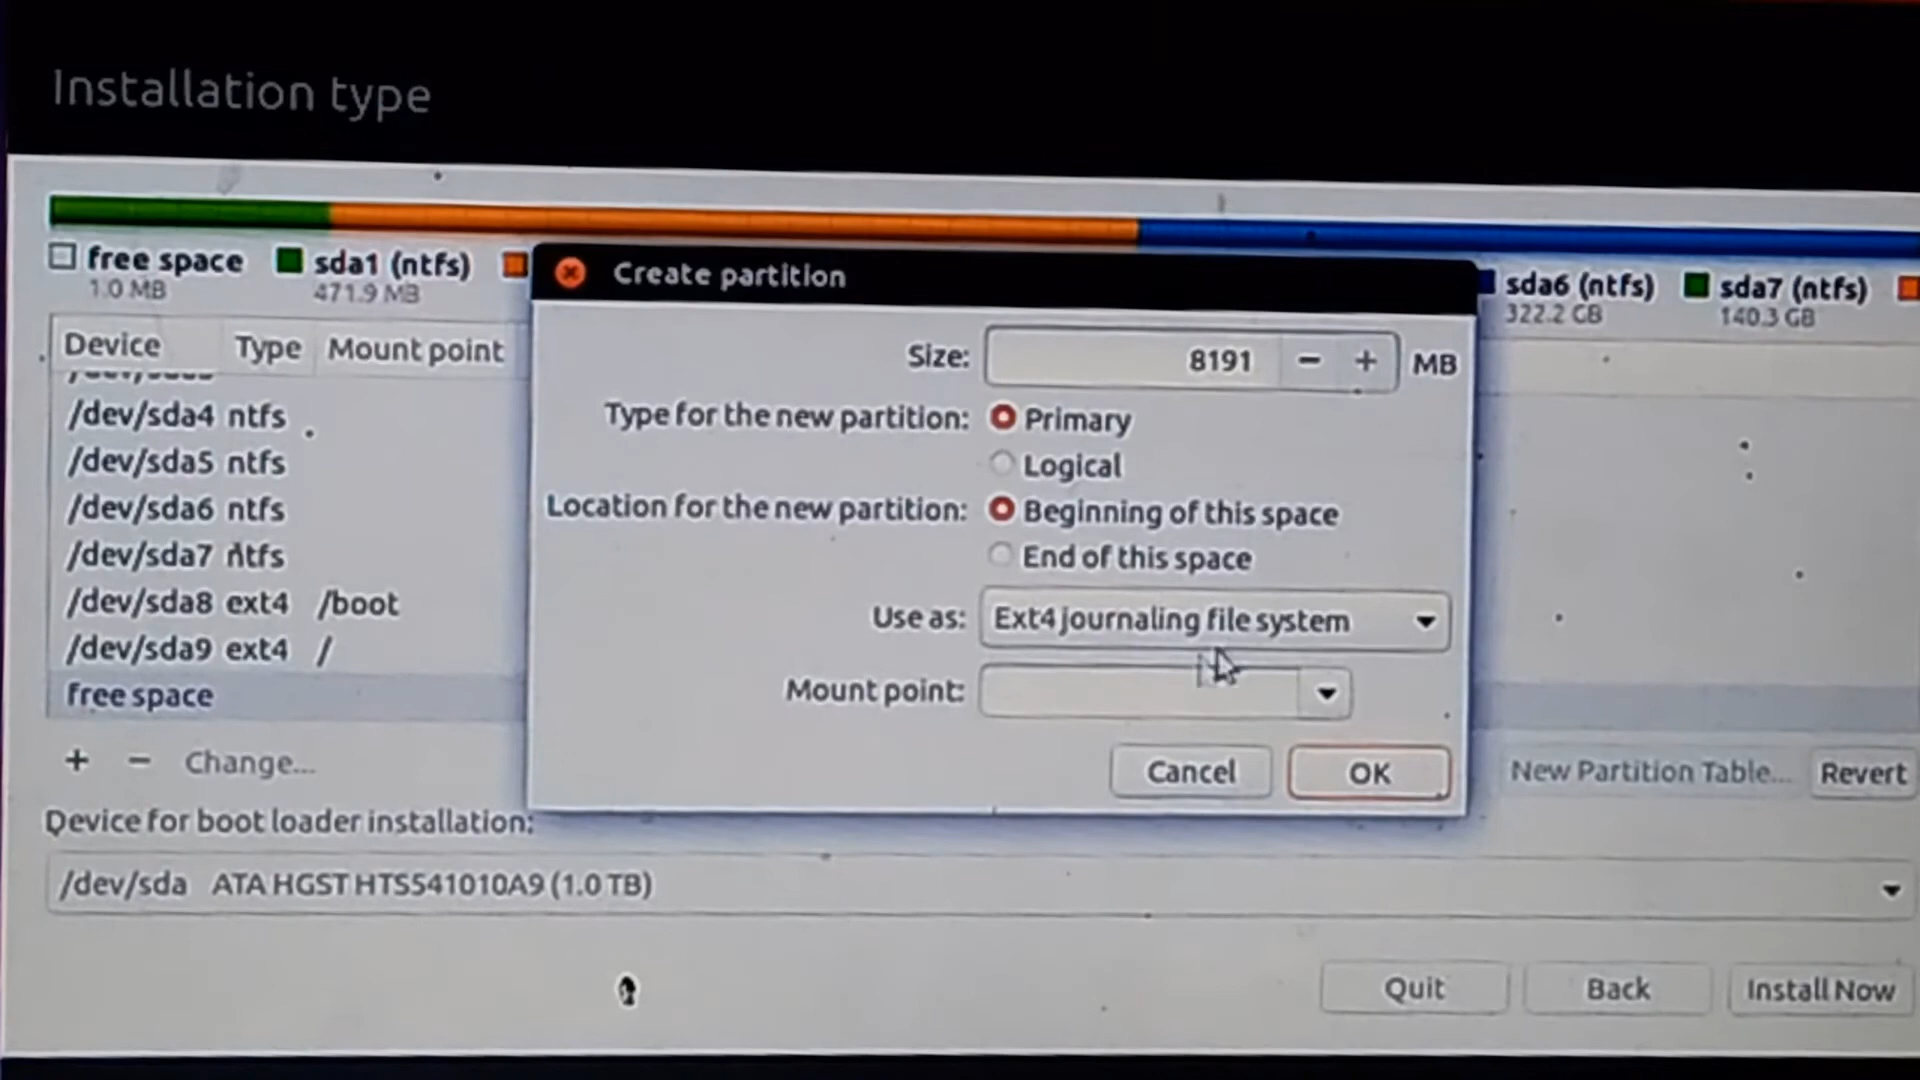 Installation type
free space
1.0 MB
sda1 (ntfs)
471.9 MB
sda6 (ntfs)
322.2 GB
sda7 (ntfs)
140.3 GB
Create partition
Size: 8191 − + MB
Type for the new partition: Primary
Logical
Location for the new partition: Beginning of this space
End of this space
Use as: Ext4 journaling file system
Mount point:
Cancel OK
Device Type Mount point
/dev/sda4 ntfs
/dev/sda5 ntfs
/dev/sda6 ntfs
/dev/sda7 ntfs
/dev/sda8 ext4 /boot
/dev/sda9 ext4 /
free space
+ − Change...
New Partition Table... Revert
Device for boot loader installation:
/dev/sda ATA HGST HTS541010A9 (1.0 TB)
Quit Back Install Now